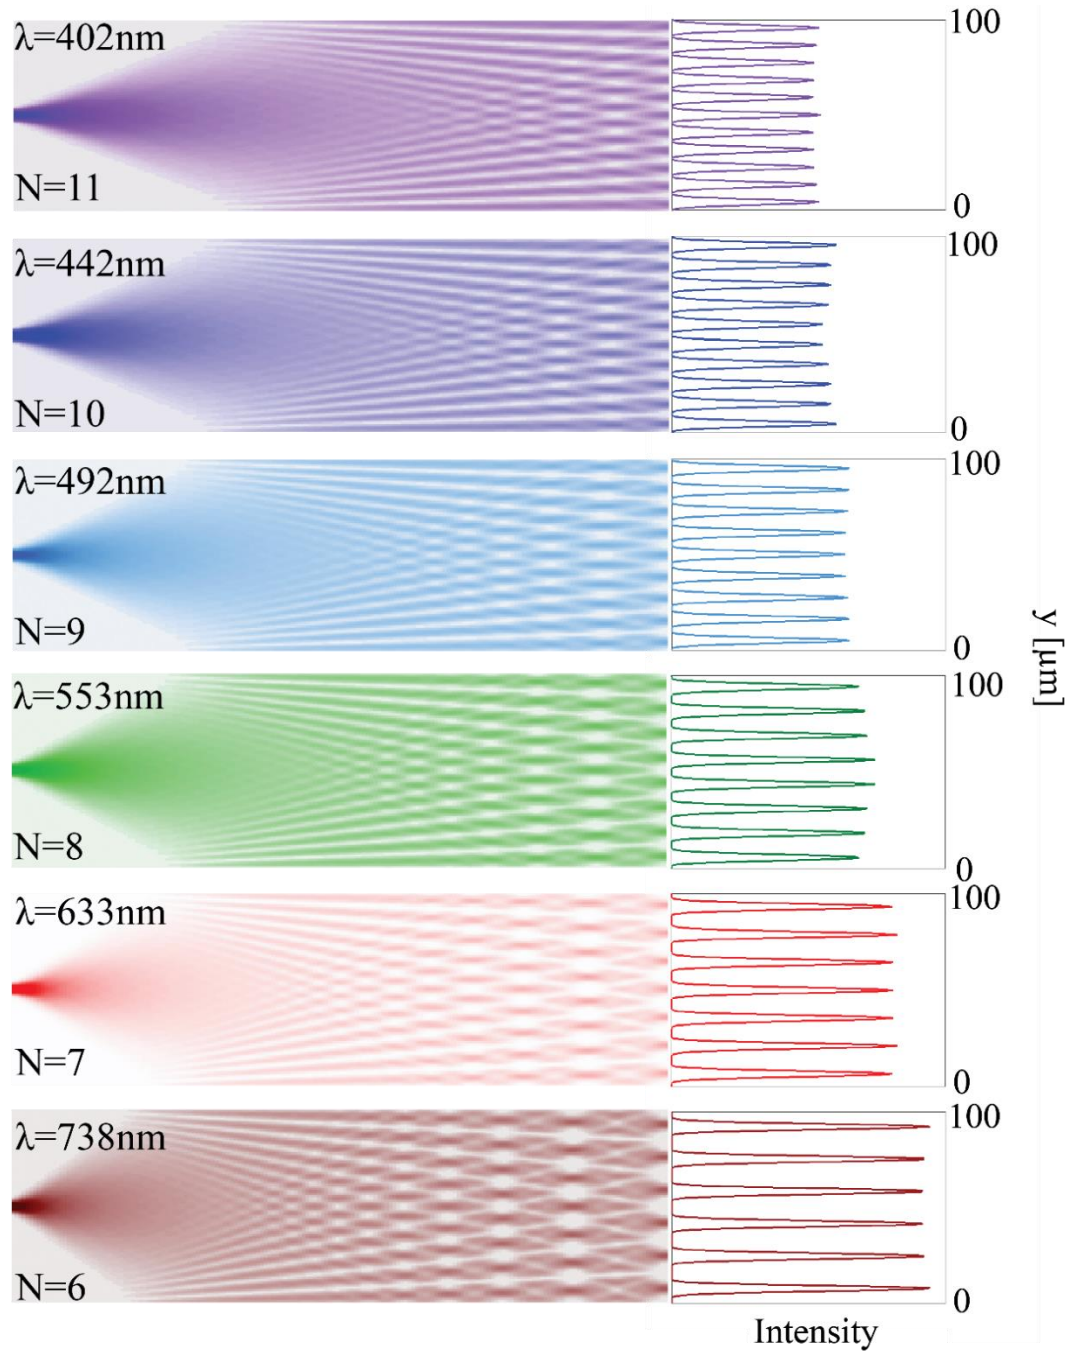 λ=402nm
N=11
100
0
λ=442nm
N=10
100
0
λ=492nm
N=9
100
0
λ=553nm
N=8
100
0
λ=633nm
N=7
100
0
λ=738nm
N=6
100
0
Intensity
y [μm]